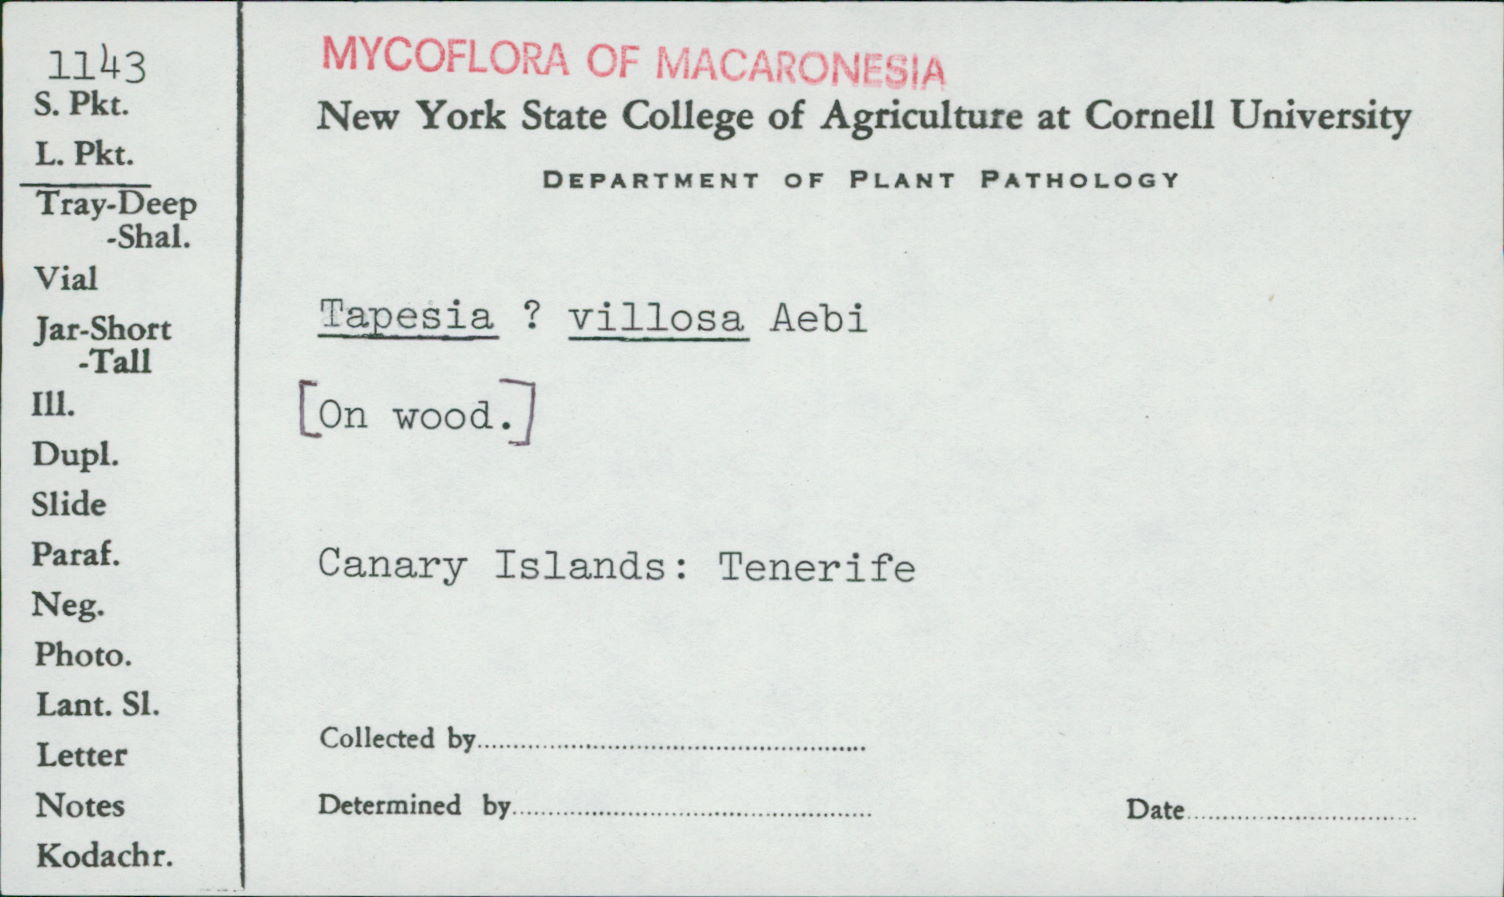 1143
S. Pkt.
L. Pkt.
Tray-Deep
-Shal.
Vial
Jar-Short
-Tall
Ill.
Dupl.
Slide
Paraf.
Neg.
Photo.
Lant. Sl.
Letter
Notes
Kodachr.
MYCOFLORA OF MACARONESIA
New York State College of Agriculture at Cornell University
DEPARTMENT OF PLANT PATHOLOGY
Tapesia ? villosa Aebi
[On wood.]
Canary Islands: Tenerife
Collected by
Determined by
Date